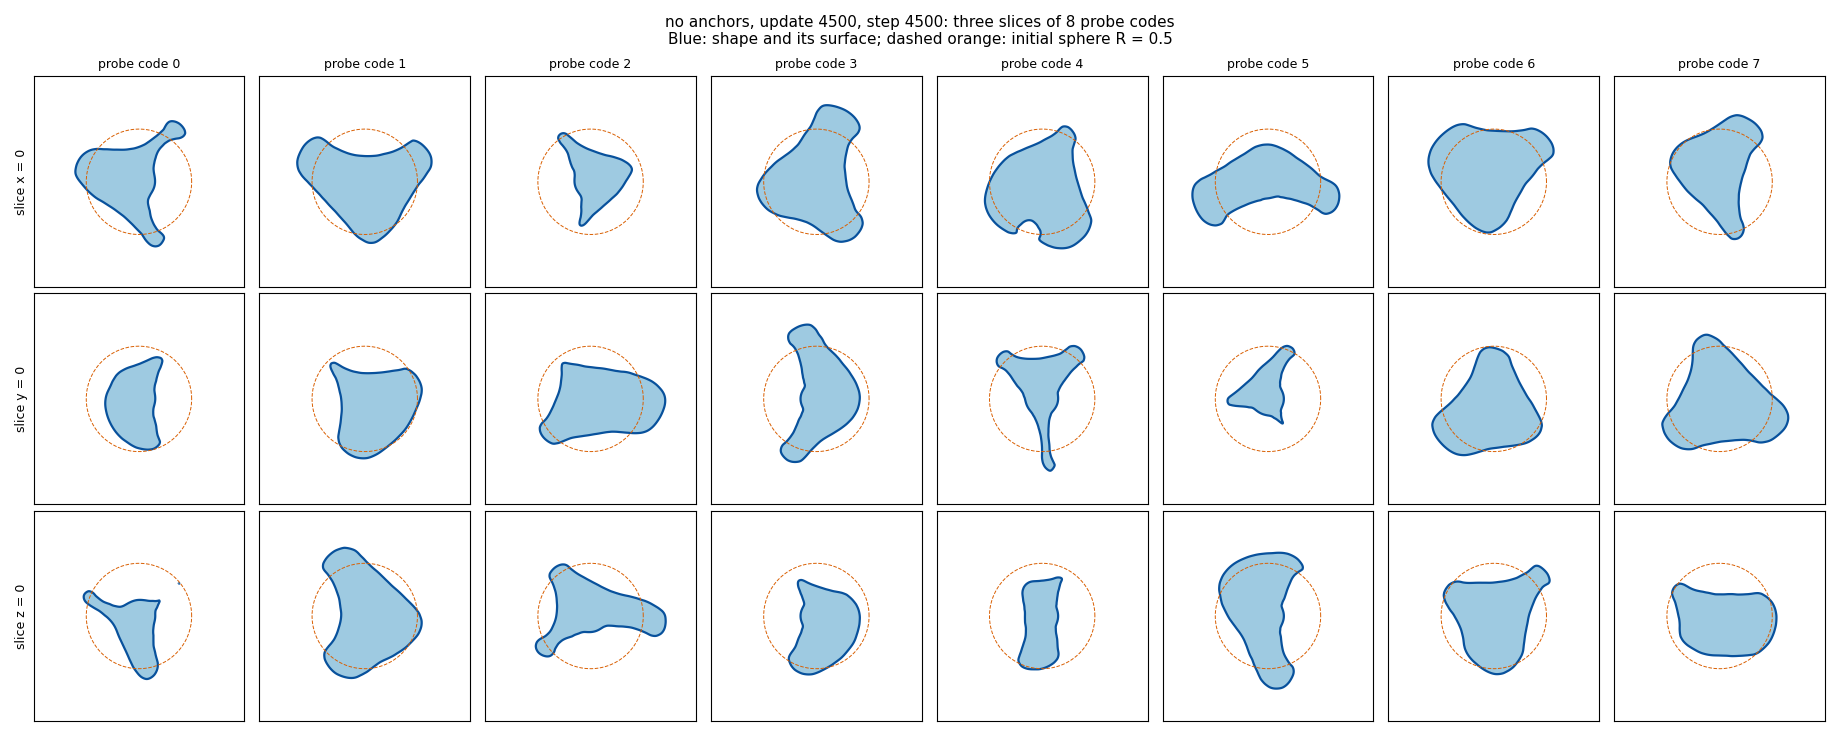 no anchors, update 4500, step 4500: three slices of 8 probe codes
Blue: shape and its surface; dashed orange: initial sphere R = 0.5
probe code 0
probe code 1
probe code 2
probe code 3
probe code 4
probe code 5
probe code 6
probe code 7
slice x = 0
slice y = 0
slice z = 0